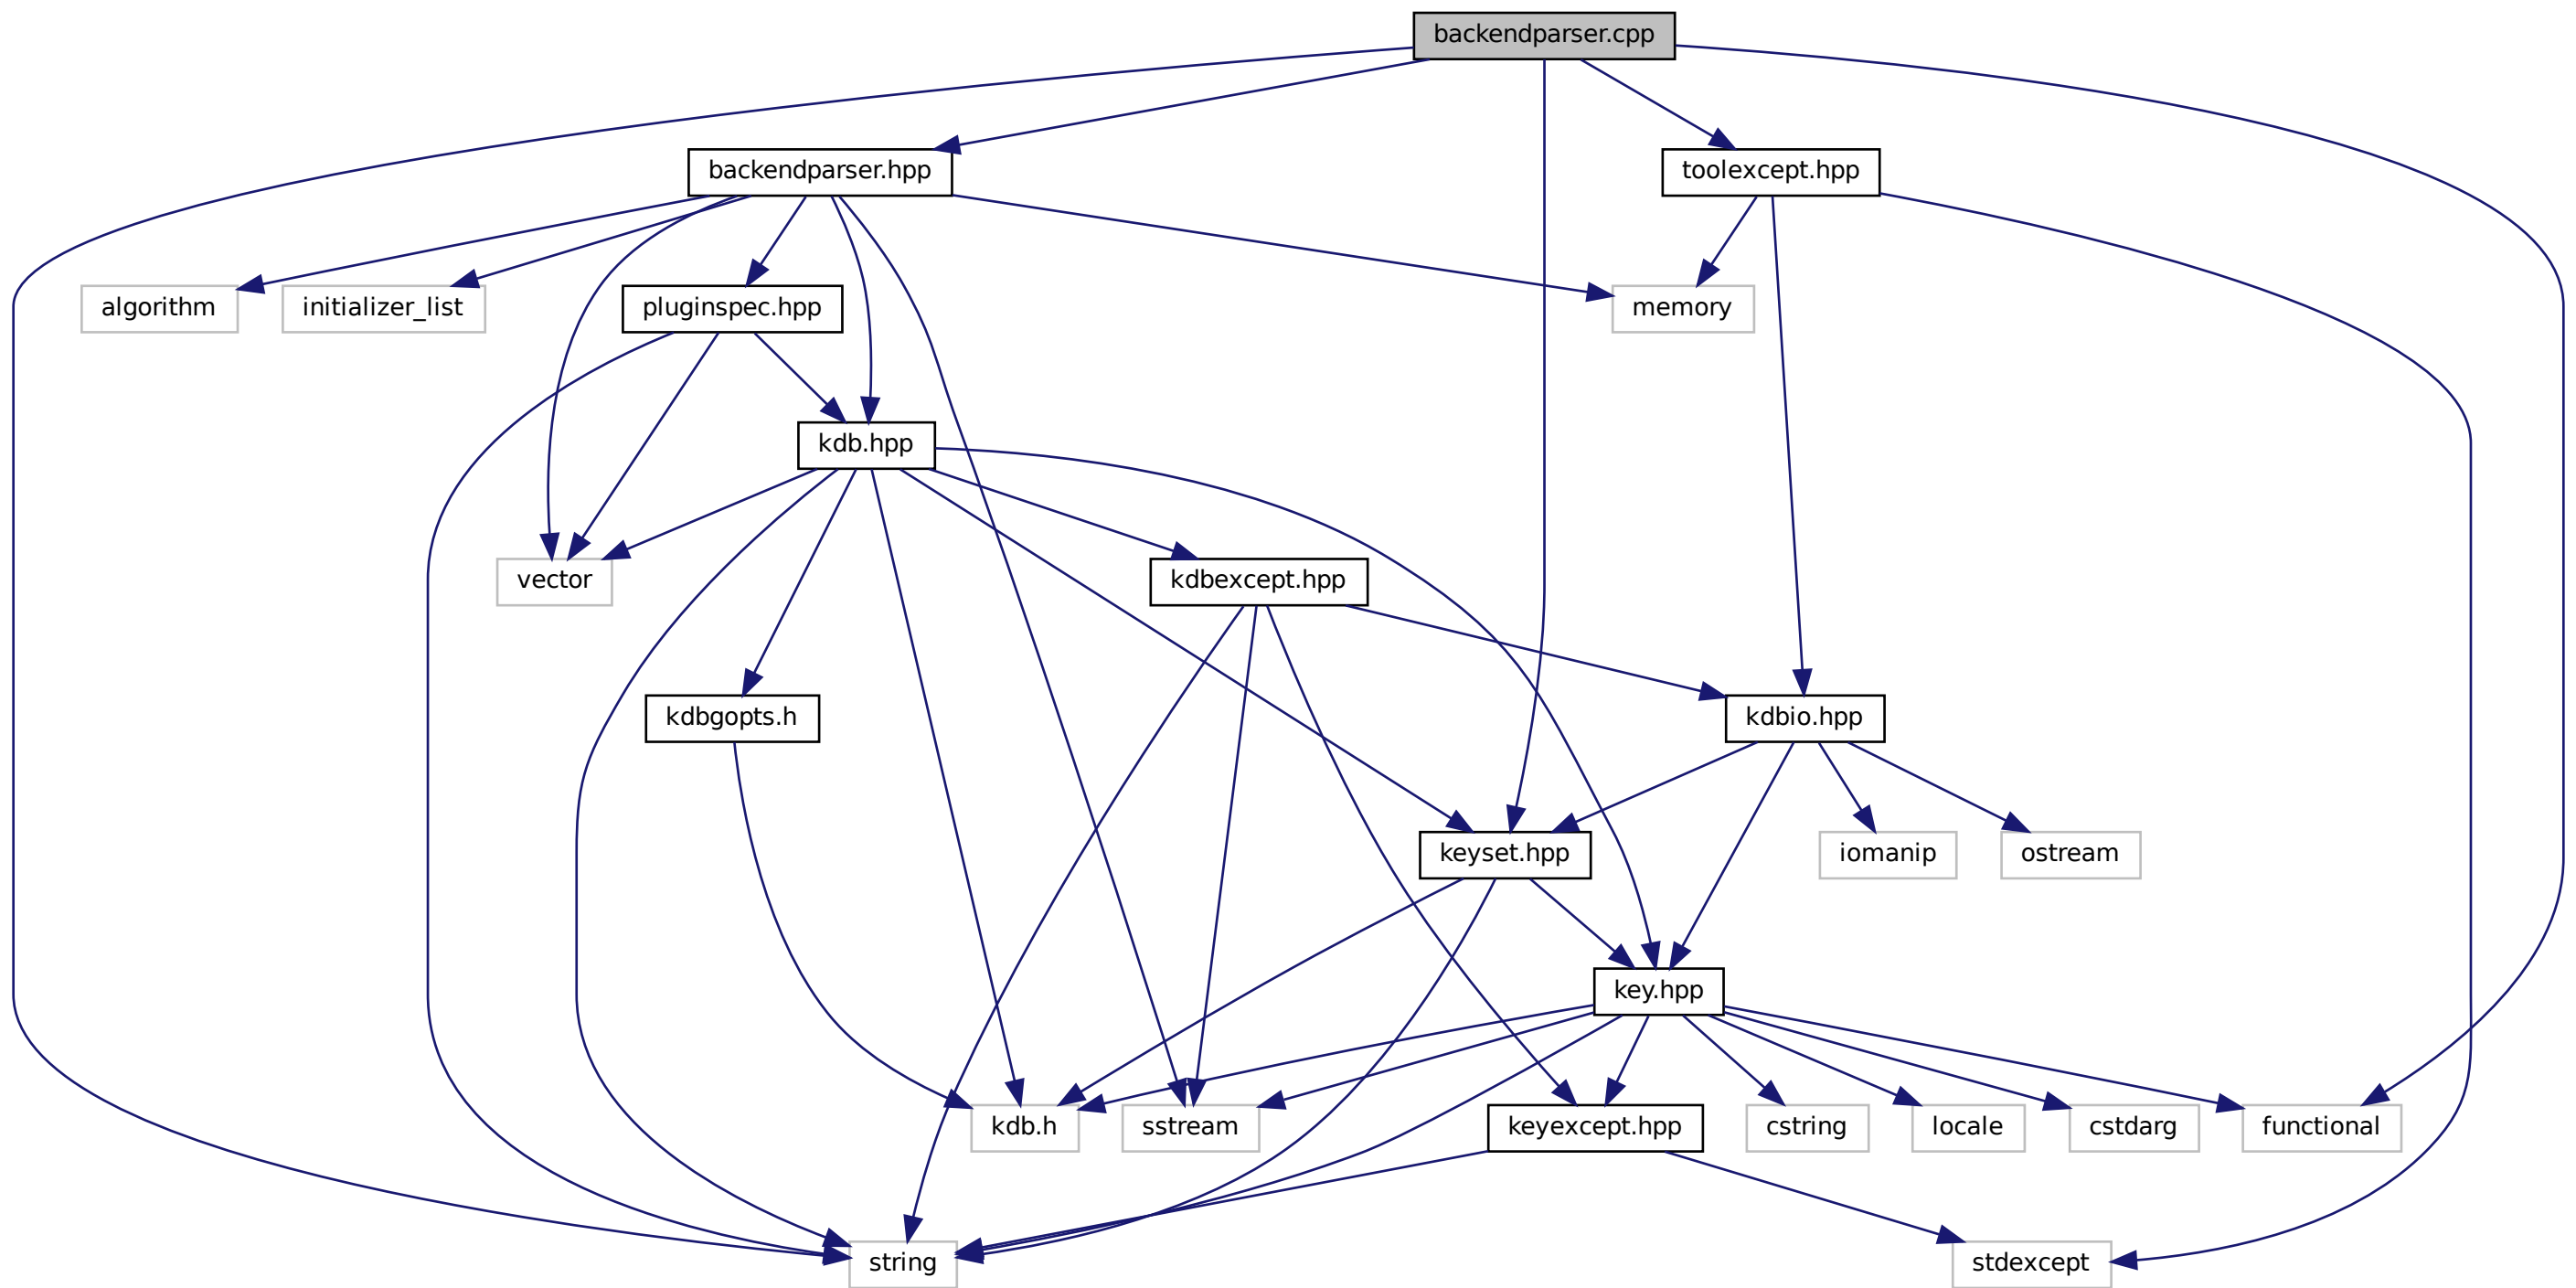 backendparser.cpp
backendparser.hpp
toolexcept.hpp
algorithm
initializer_list
pluginspec.hpp
memory
kdb.hpp
vector
kdbexcept.hpp
kdbgopts.h
kdbio.hpp
keyset.hpp
iomanip
ostream
key.hpp
kdb.h
sstream
keyexcept.hpp
cstring
locale
cstdarg
functional
string
stdexcept